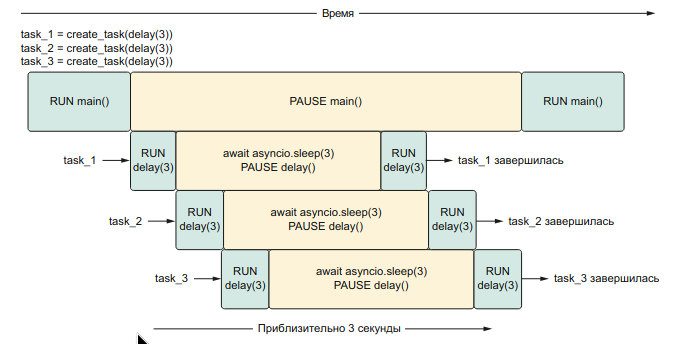 Время
task_1 = create_task(delay(3))
task_2 = create_task(delay(3))
task_3 = create_task(delay(3))
RUN main()
PAUSE main()
RUN main()
task_1
RUN
delay(3)
await asyncio.sleep(3)
PAUSE delay()
RUN
delay(3)
task_1 завершилась
task_2
RUN
delay(3)
await asyncio.sleep(3)
PAUSE delay()
RUN
delay(3)
task_2 завершилась
task_3
RUN
delay(3)
await asyncio.sleep(3)
PAUSE delay()
RUN
delay(3)
task_3 завершилась
Приблизительно 3 секунды